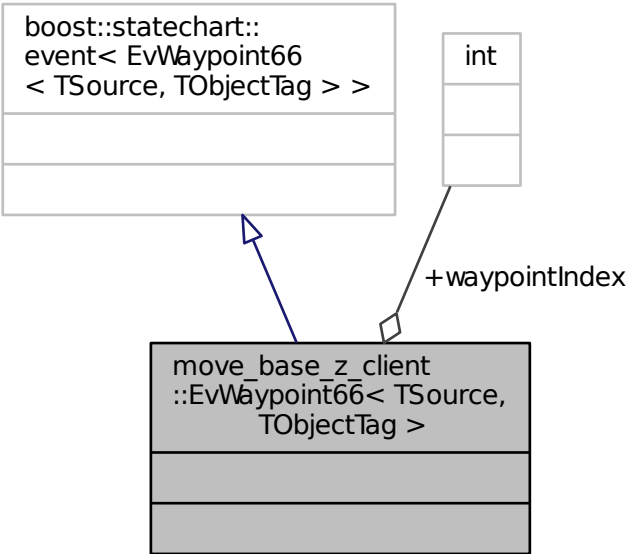 boost::statechart::
event< EvWaypoint66
< TSource, TObjectTag > >
int
+waypointIndex
move_base_z_client
::EvWaypoint66< TSource,
TObjectTag >